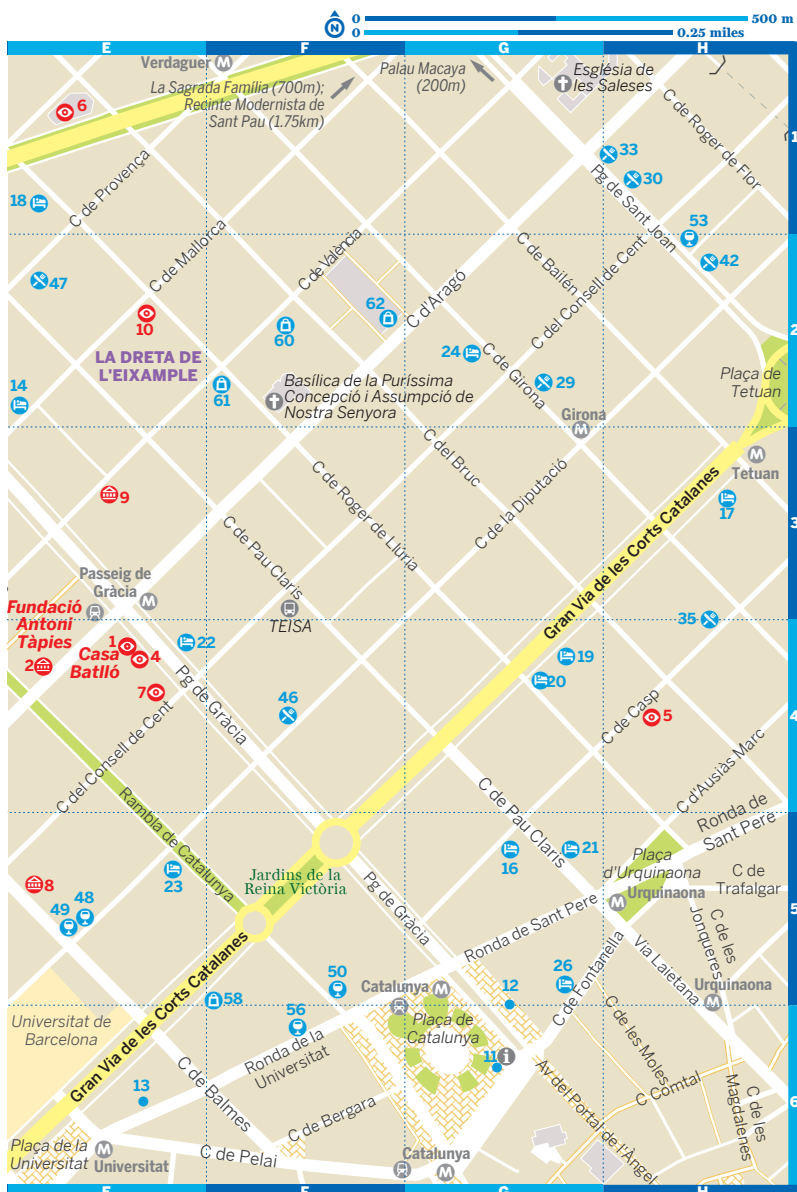 N
0
500 m
0
0.25 miles
E
F
G
H
Verdaguer M
La Sagrada Família (700m);
Recinte Modernista de
Sant Pau (1.75km)
Palau Macaya
(200m)
Església de
les Saleses
6
C de Roger de Flor
1
33
30
C de Provença
Pg de Sant Joan
18
53
C de Mallorca
C de València
C de Bailén
C del Consell de Cent
42
47
C d'Aragó
62
10
60
2
24
C de Girona
LA DRETA DE
L'EIXAMPLE
29
Plaça de
Tetuan
14
61
Basílica de la Puríssima
Concepció i Assumpció de
Nostra Senyora
Girona
M
C del Bruc
M
Tetuan
C de Roger de Llúria
C de la Diputació
9
17
3
C de Pau Claris
Gran Via de les Corts Catalanes
Passeig de
Gràcia
M
TEISA
Fundació
Antoni
Tàpies
35
1
22
Casa
Batlló
4
2
19
20
7
Pg de Gràcia
46
C de Casp
5
4
C del Consell de Cent
C d'Ausiàs Marc
Rambla de Catalunya
C de Pau Claris
Ronda de
Sant Pere
16
21
Plaça
d'Urquinaona
23
Jardins de la
Reina Victòria
Pg de Gràcia
C de
Trafalgar
8
48
49
M Urquinaona
5
Ronda de Sant Pere
C de les
Jonqueres
Via Laietana
Gran Via de les Corts Catalanes
50
Catalunya M
12
26
C de Fontanella
Urquinaona
M
58
56
Universitat de
Barcelona
Plaça de
Catalunya
Ronda de la
Universitat
C de les Moles
11 i
13
C de Balmes
Av del Portal de l'Àngel
C Comtal
C de les
Magdalenes
6
C de Bergara
Plaça de la
Universitat
M
Universitat
C de Pelai
Catalunya
M
E
F
G
H